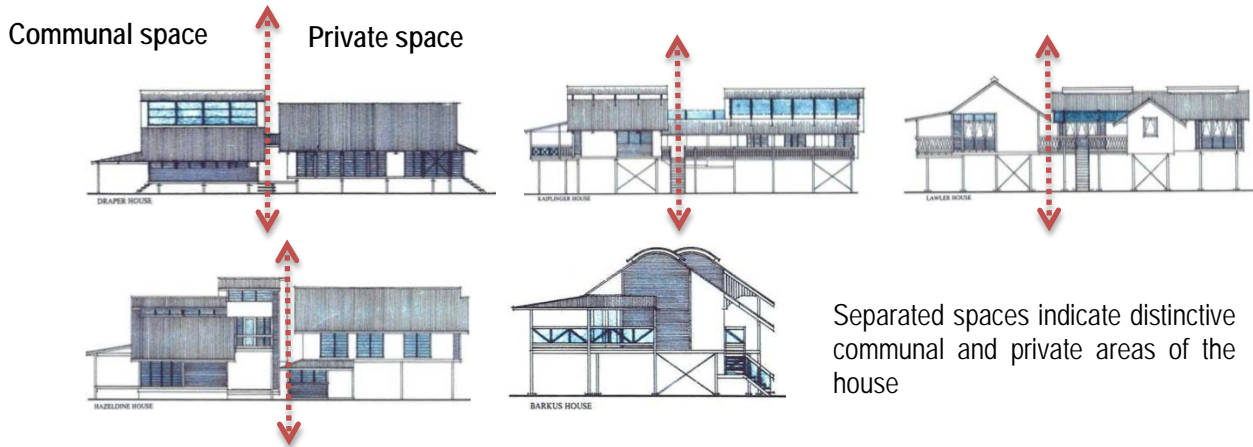 Communal space
Private space
DRAPER HOUSE
KAIPLINGER HOUSE
LAWLER HOUSE
HAZELDINE HOUSE
BARKUS HOUSE
Separated spaces indicate distinctive
communal and private areas of the
house